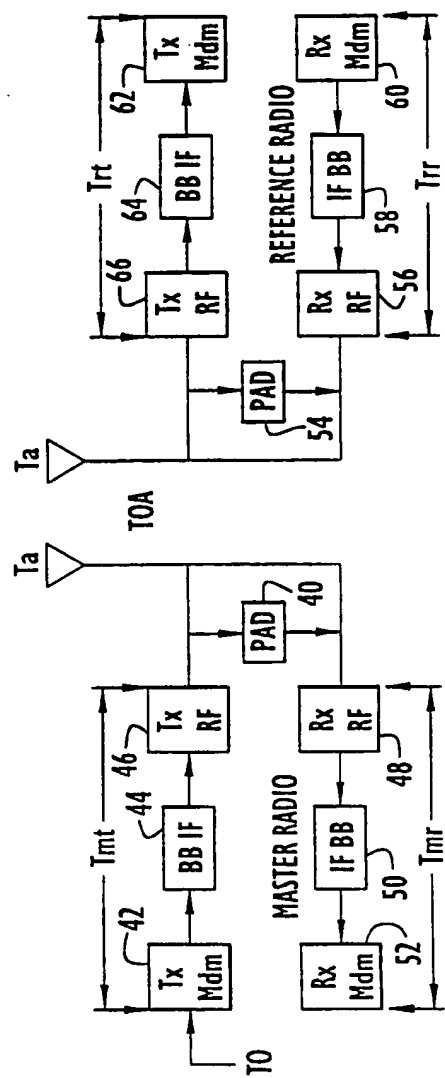 Ta
Ta
TOA
Tmt
Trt
42
44
46
66
64
62
Tx
Mdm
BB IF
Tx
RF
Tx
RF
BB IF
Tx
Mdm
TO
PAD
40
PAD
54
MASTER RADIO
REFERENCE RADIO
Rx
Mdm
IF BB
Rx
RF
Rx
RF
IF BB
Rx
Mdm
52
50
48
56
58
60
Tmr
Trr